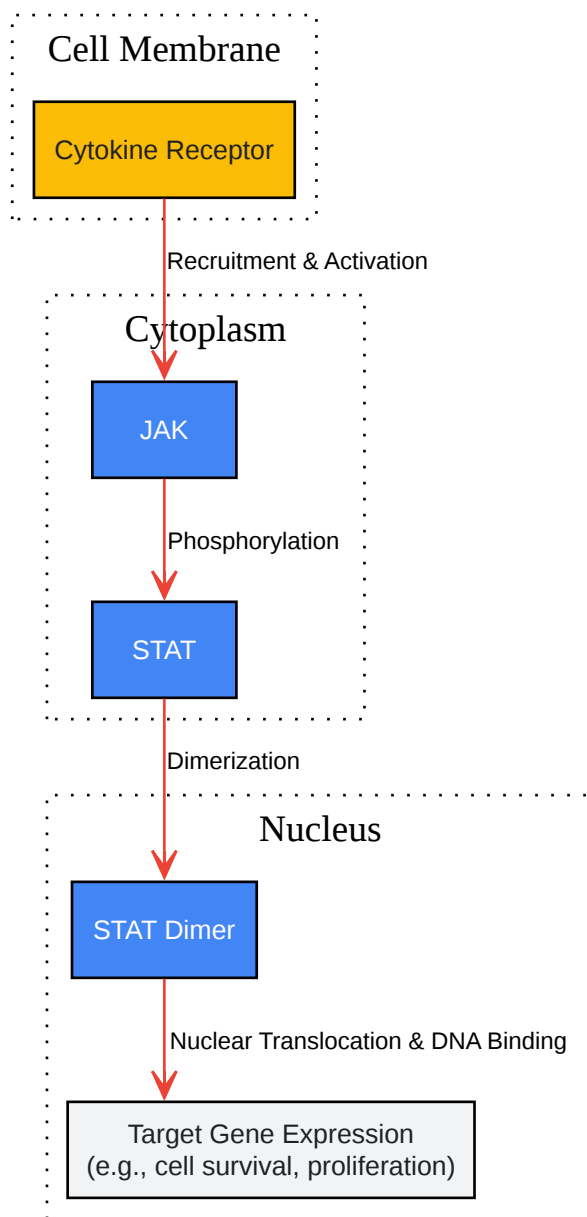 Cell Membrane
Cytokine Receptor
Recruitment & Activation
Cytoplasm
JAK
Phosphorylation
STAT
Dimerization
Nucleus
STAT Dimer
Nuclear Translocation & DNA Binding
Target Gene Expression
(e.g., cell survival, proliferation)